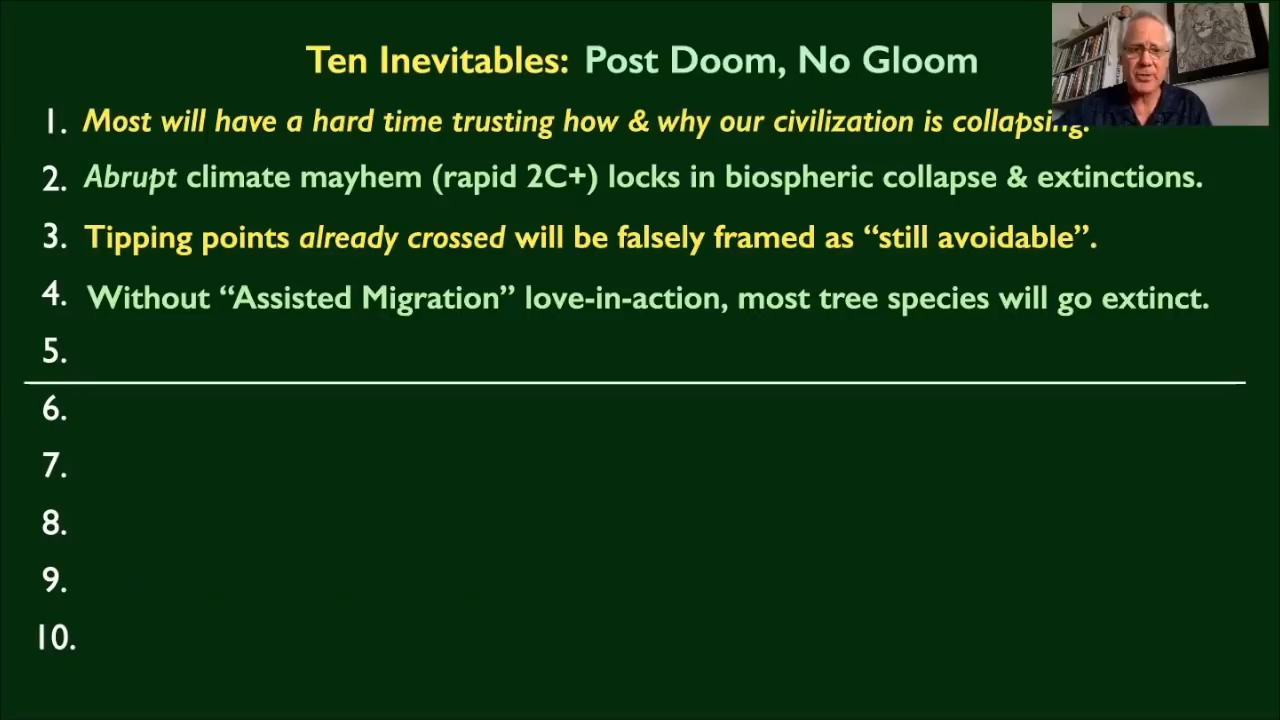 Ten Inevitables: Post Doom, No Gloom
1. Most will have a hard time trusting how & why our civilization is collapsing.
2. Abrupt climate mayhem (rapid 2C+) locks in biospheric collapse & extinctions.
3. Tipping points already crossed will be falsely framed as “still avoidable”.
4. Without “Assisted Migration” love-in-action, most tree species will go extinct.
5.
6.
7.
8.
9.
10.